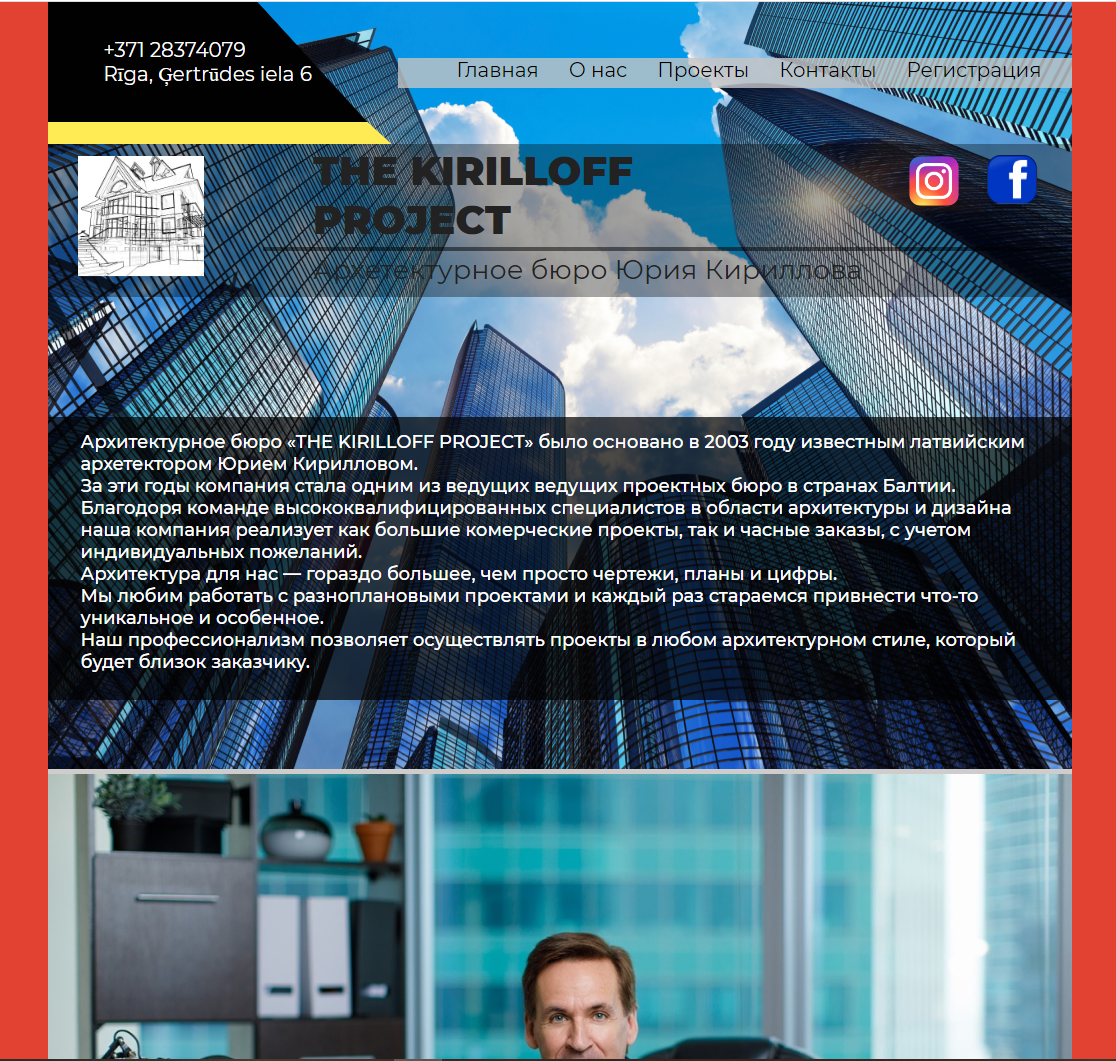 +371 28374079
Rīga, Ģertrūdes iela 6
Главная О нас Проекты Контакты Регистрация
THE KIRILLOFF
PROJECT
Архетектурное бюро Юрия Кириллова
Архитектурное бюро «THE KIRILLOFF PROJECT» было основано в 2003 году известным латвийским
архетектором Юрием Кирилловом.
За эти годы компания стала одним из ведущих ведущих проектных бюро в странах Балтии.
Благодоря команде высококвалифицированных специалистов в области архитектуры и дизайна
наша компания реализует как большие комерческие проекты, так и часные заказы, с учетом
индивидуальных пожеланий.
Архитектура для нас — гораздо большее, чем просто чертежи, планы и цифры.
Мы любим работать с разноплановыми проектами и каждый раз стараемся привнести что-то
уникальное и особенное.
Наш профессионализм позволяет осуществлять проекты в любом архитектурном стиле, который
будет близок заказчику.